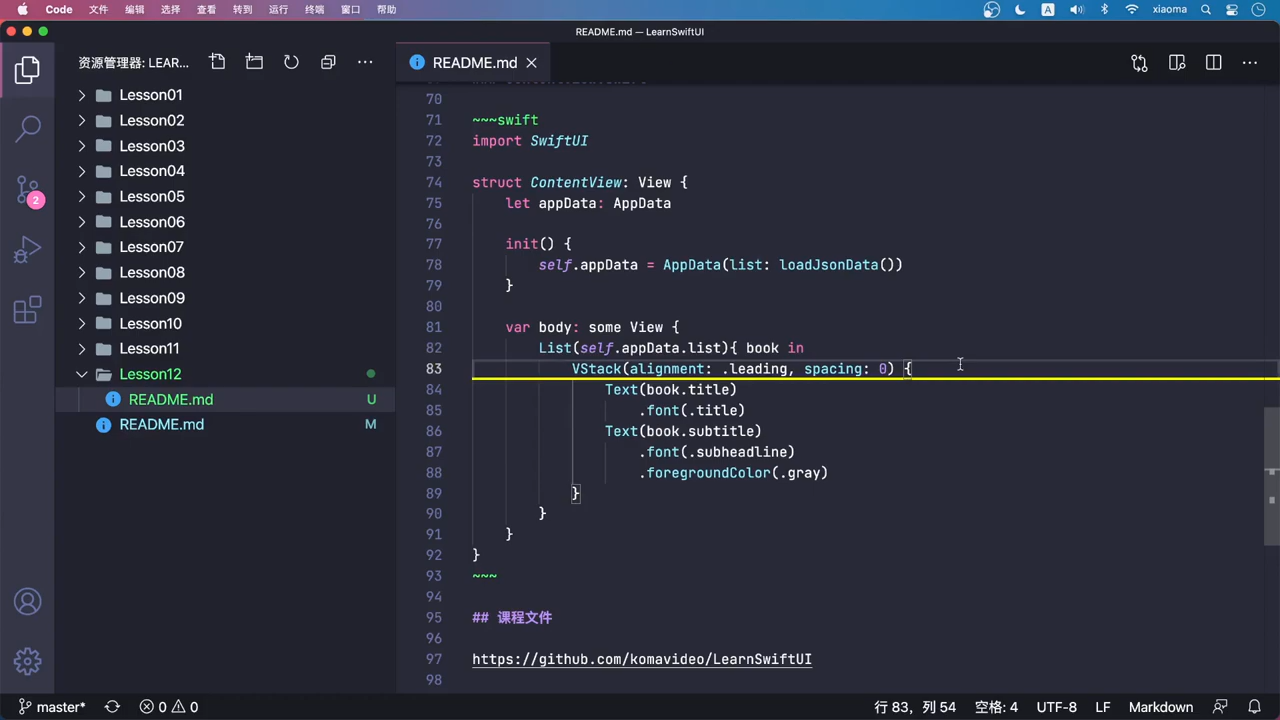 Code 文件 编辑 选择 查看 转到 运行 终端 窗口 帮助 A xiaoma
README.md — LearnSwiftUI
资源管理器: LEAR...
README.md
Lesson01
Lesson02
Lesson03
Lesson04
Lesson05
Lesson06
Lesson07
Lesson08
Lesson09
Lesson10
Lesson11
Lesson12
README.md U
README.md M
2
70
71 ~~~swift
72 import SwiftUI
73
74 struct ContentView: View {
75 let appData: AppData
76
77 init() {
78 self.appData = AppData(list: loadJsonData())
79 }
80
81 var body: some View {
82 List(self.appData.list){ book in
83 VStack(alignment: .leading, spacing: 0) {
84 Text(book.title)
85 .font(.title)
86 Text(book.subtitle)
87 .font(.subheadline)
88 .foregroundColor(.gray)
89 }
90 }
91 }
92 }
93 ~~~
94
95 ## 课程文件
96
97 https://github.com/komavideo/LearnSwiftUI
98
master* 0 0 行 83, 列 54 空格: 4 UTF-8 LF Markdown